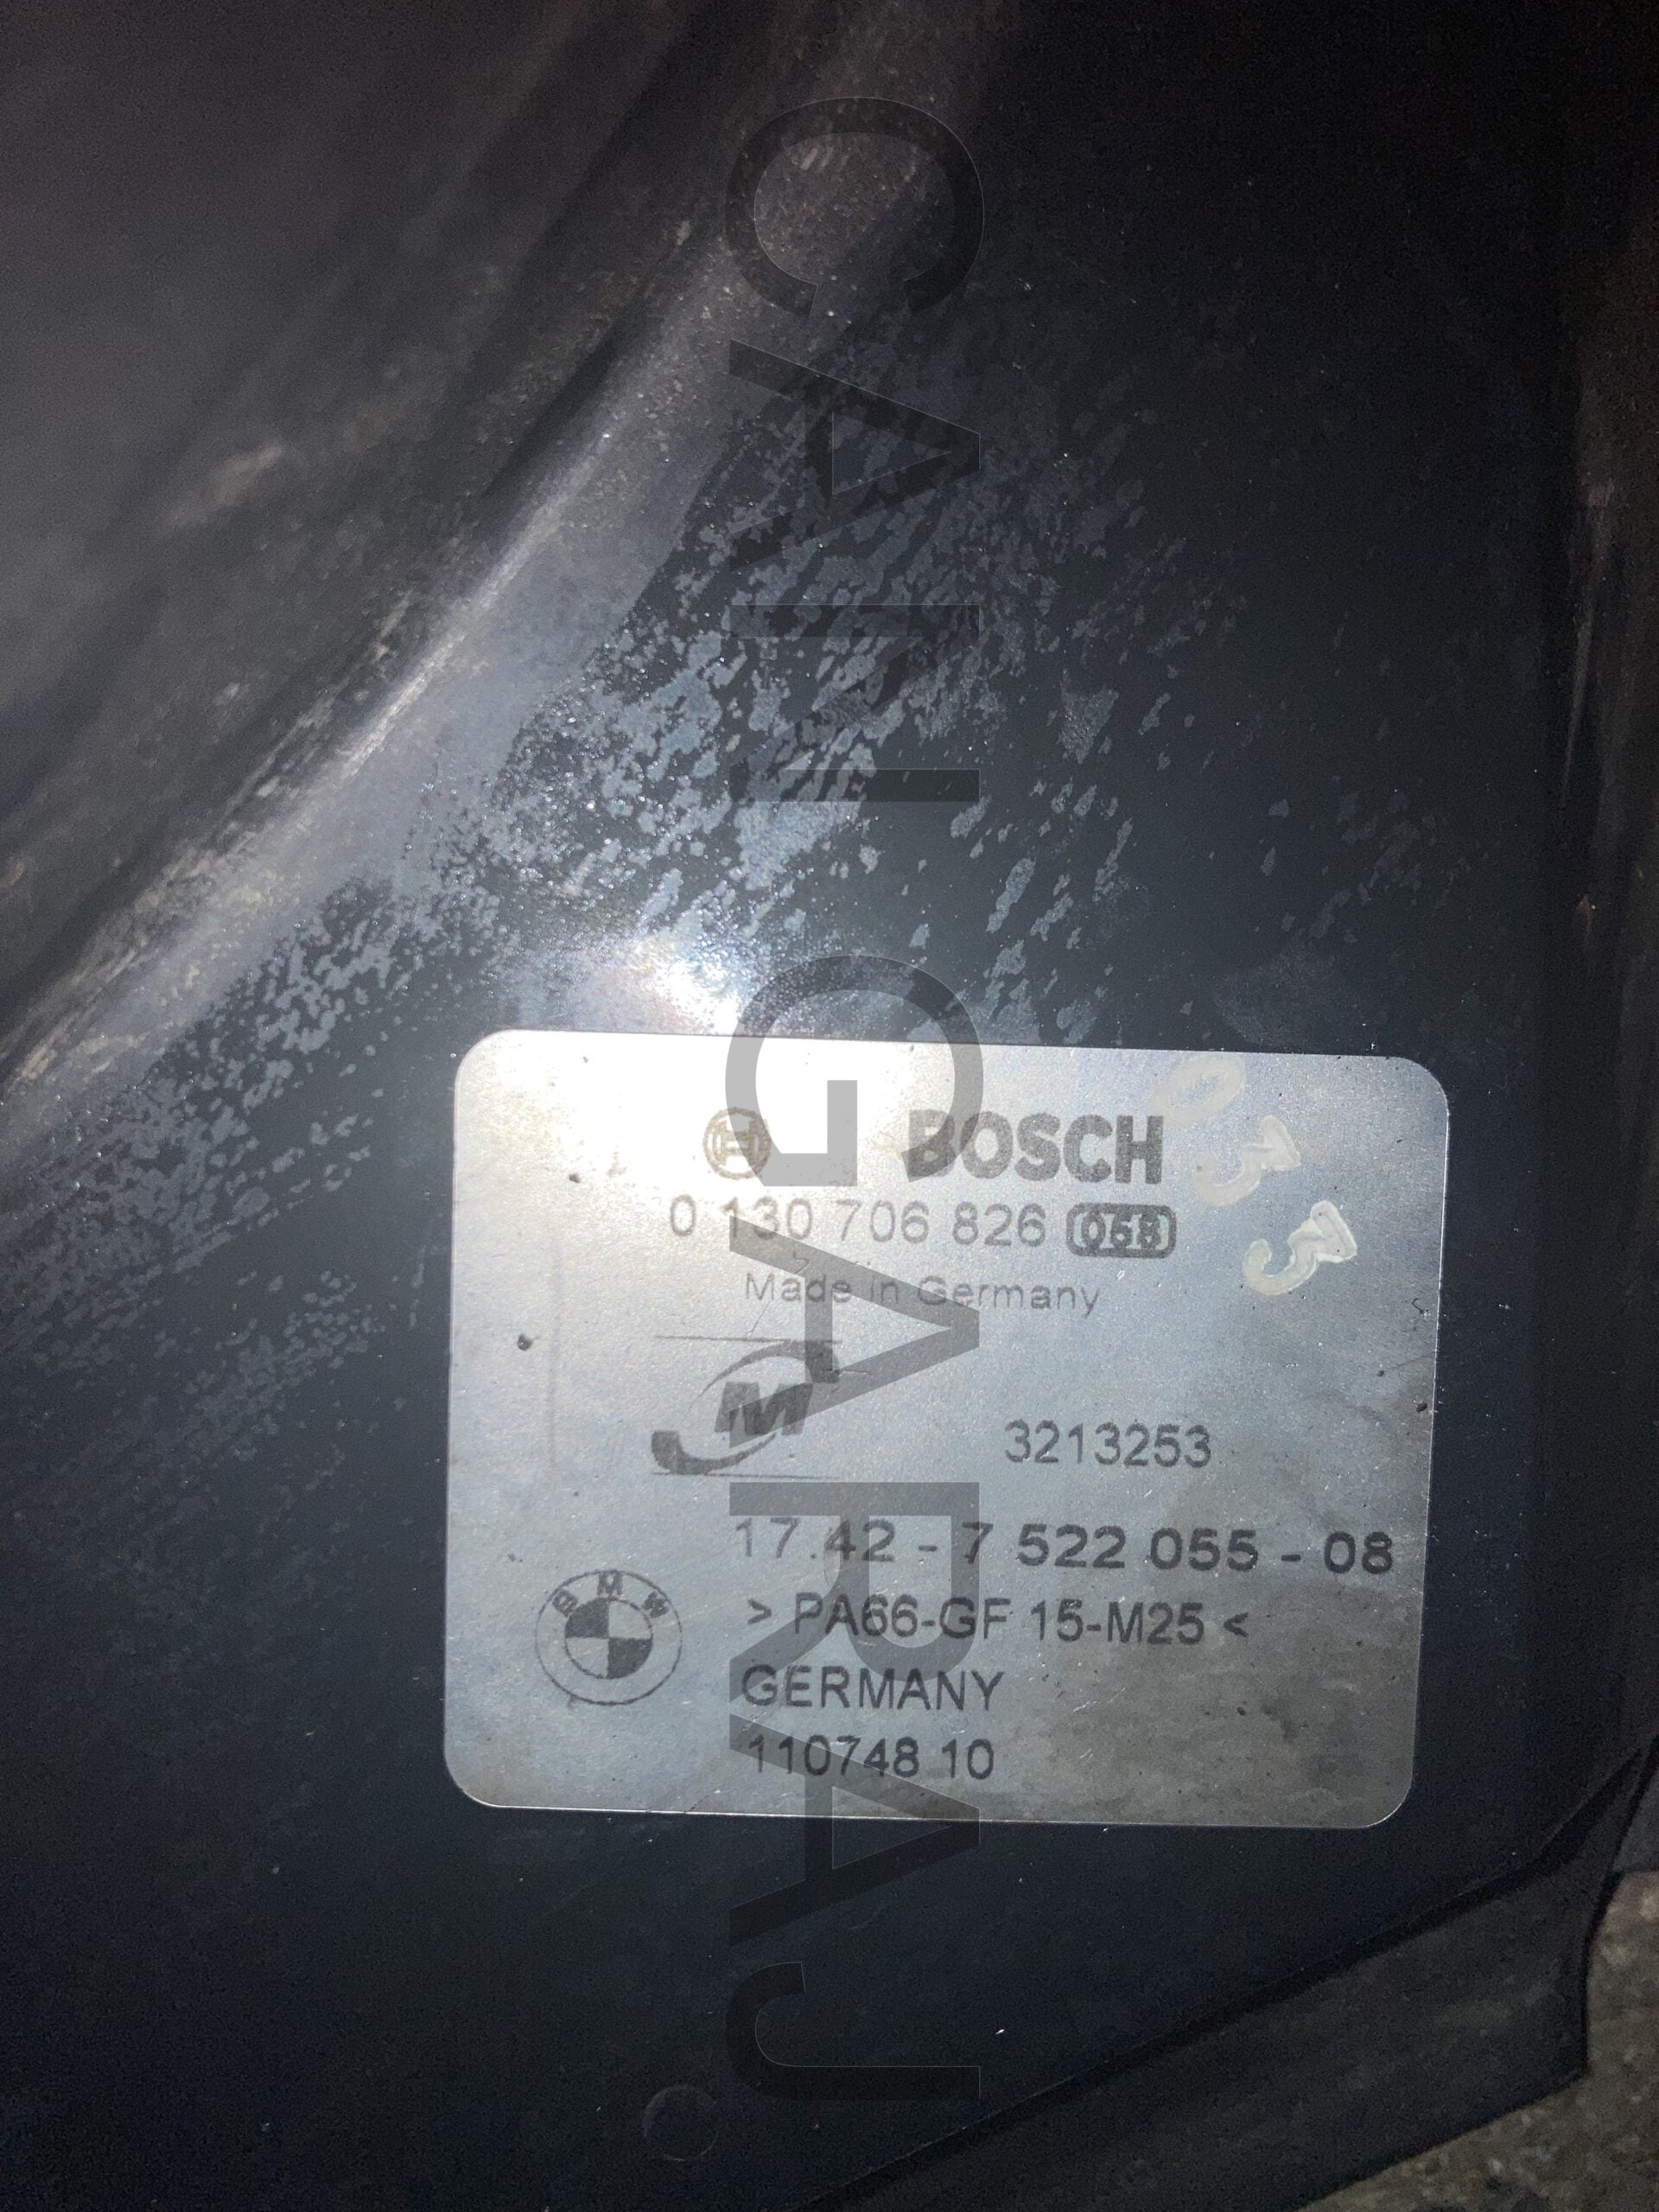 BOSCH
0 130 706 826 058
Made in Germany
M
3213253
17.42 - 7 522 055 - 08
BMW
> PA66-GF 15-M25 <
GERMANY
110748 10
033